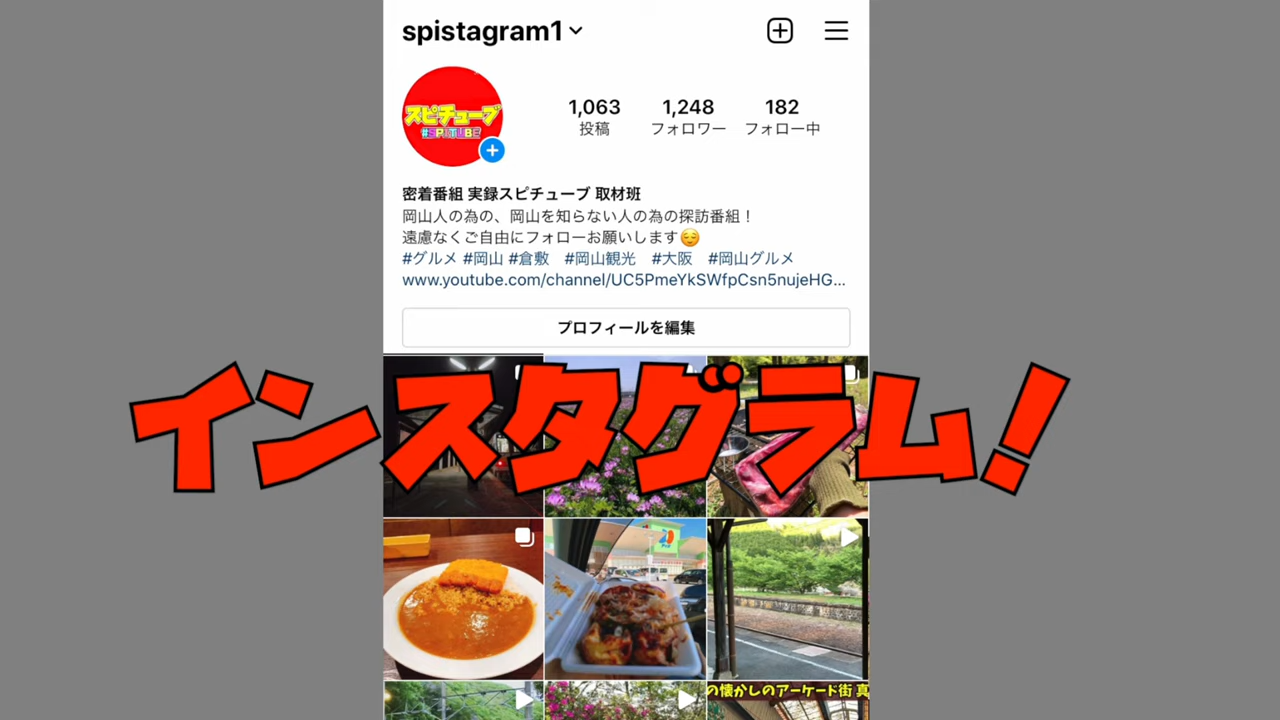 spistagram1
スピチューブ
#SPITUBE
1,063
投稿
1,248
フォロワー
182
フォロー中
密着番組 実録スピチューブ 取材班
岡山人の為の、岡山を知らない人の為の探訪番組！
遠慮なくご自由にフォローお願いします😌
#グルメ #岡山 #倉敷 #岡山観光 #大阪 #岡山グルメ
www.youtube.com/channel/UC5PmeYkSWfpCsn5nujeHG...
プロフィールを編集
インスタグラム！
の懐かしのアーケード街 真